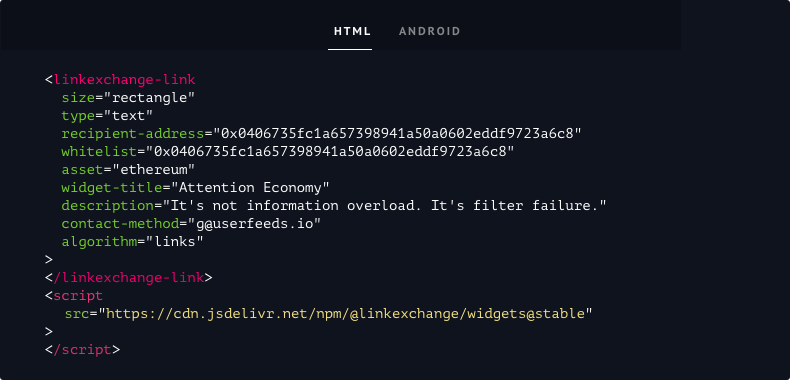 HTML ANDROID
<linkexchange-link
size="rectangle"
type="text"
recipient-address="0x0406735fc1a657398941a50a0602eddf9723a6c8"
whitelist="0x0406735fc1a657398941a50a0602eddf9723a6c8"
asset="ethereum"
widget-title="Attention Economy"
description="It's not information overload. It's filter failure."
contact-method="g@userfeeds.io"
algorithm="links"
>
</linkexchange-link>
<script
src="https://cdn.jsdelivr.net/npm/@linkexchange/widgets@stable"
>
</script>